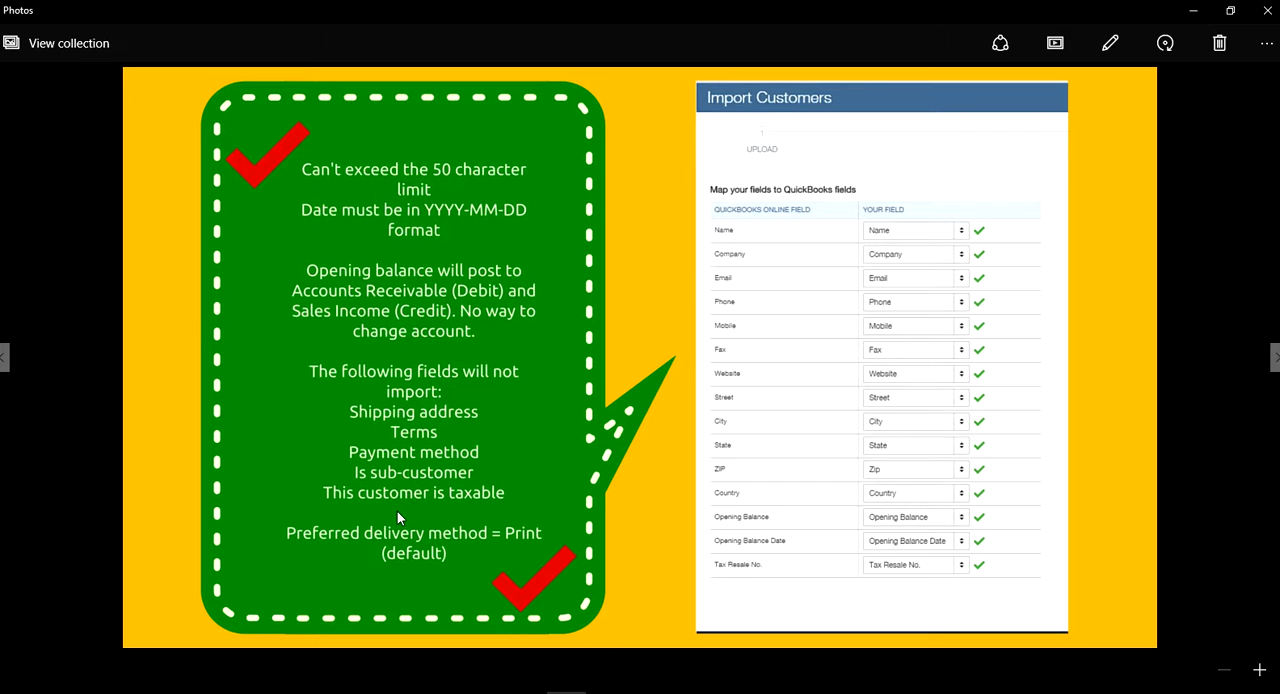 Photos
View collection
Can't exceed the 50 character
limit
Date must be in YYYY-MM-DD
format
Opening balance will post to
Accounts Receivable (Debit) and
Sales Income (Credit). No way to
change account.
The following fields will not
import:
Shipping address
Terms
Payment method
Is sub-customer
This customer is taxable
Preferred delivery method = Print
(default)
Import Customers
1
UPLOAD
Map your fields to QuickBooks fields
QUICKBOOKS ONLINE FIELD YOUR FIELD
Name Name
Company Company
Email Email
Phone Phone
Mobile Mobile
Fax Fax
Website Website
Street Street
City City
State State
ZIP Zip
Country Country
Opening Balance Opening Balance
Opening Balance Date Opening Balance Date
Tax Resale No. Tax Resale No.